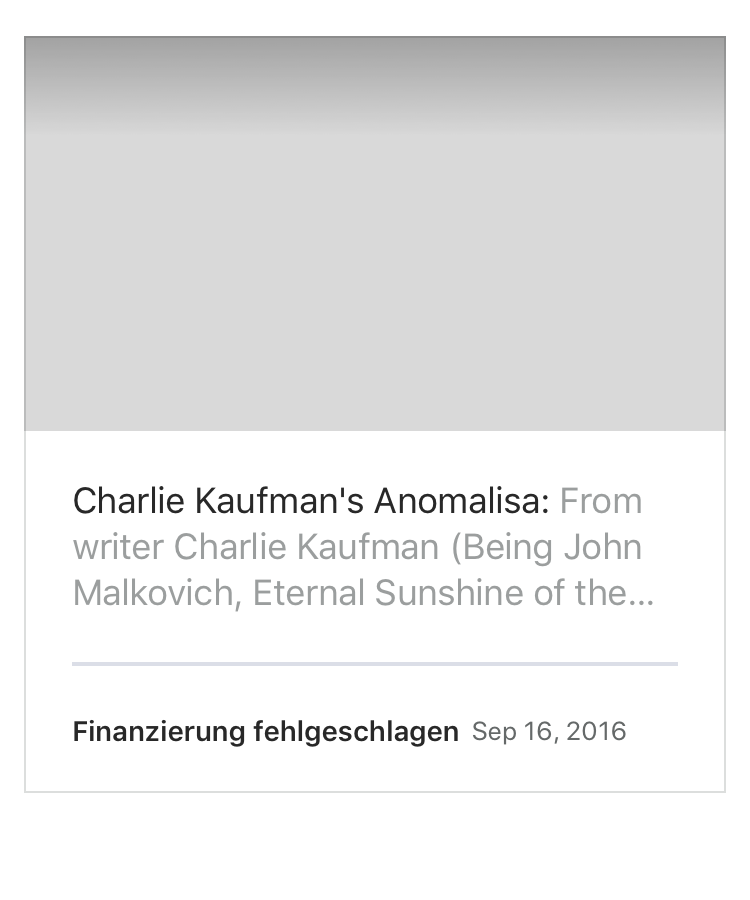 Charlie Kaufman's Anomalisa: From
writer Charlie Kaufman (Being John
Malkovich, Eternal Sunshine of the...
Finanzierung fehlgeschlagen Sep 16, 2016